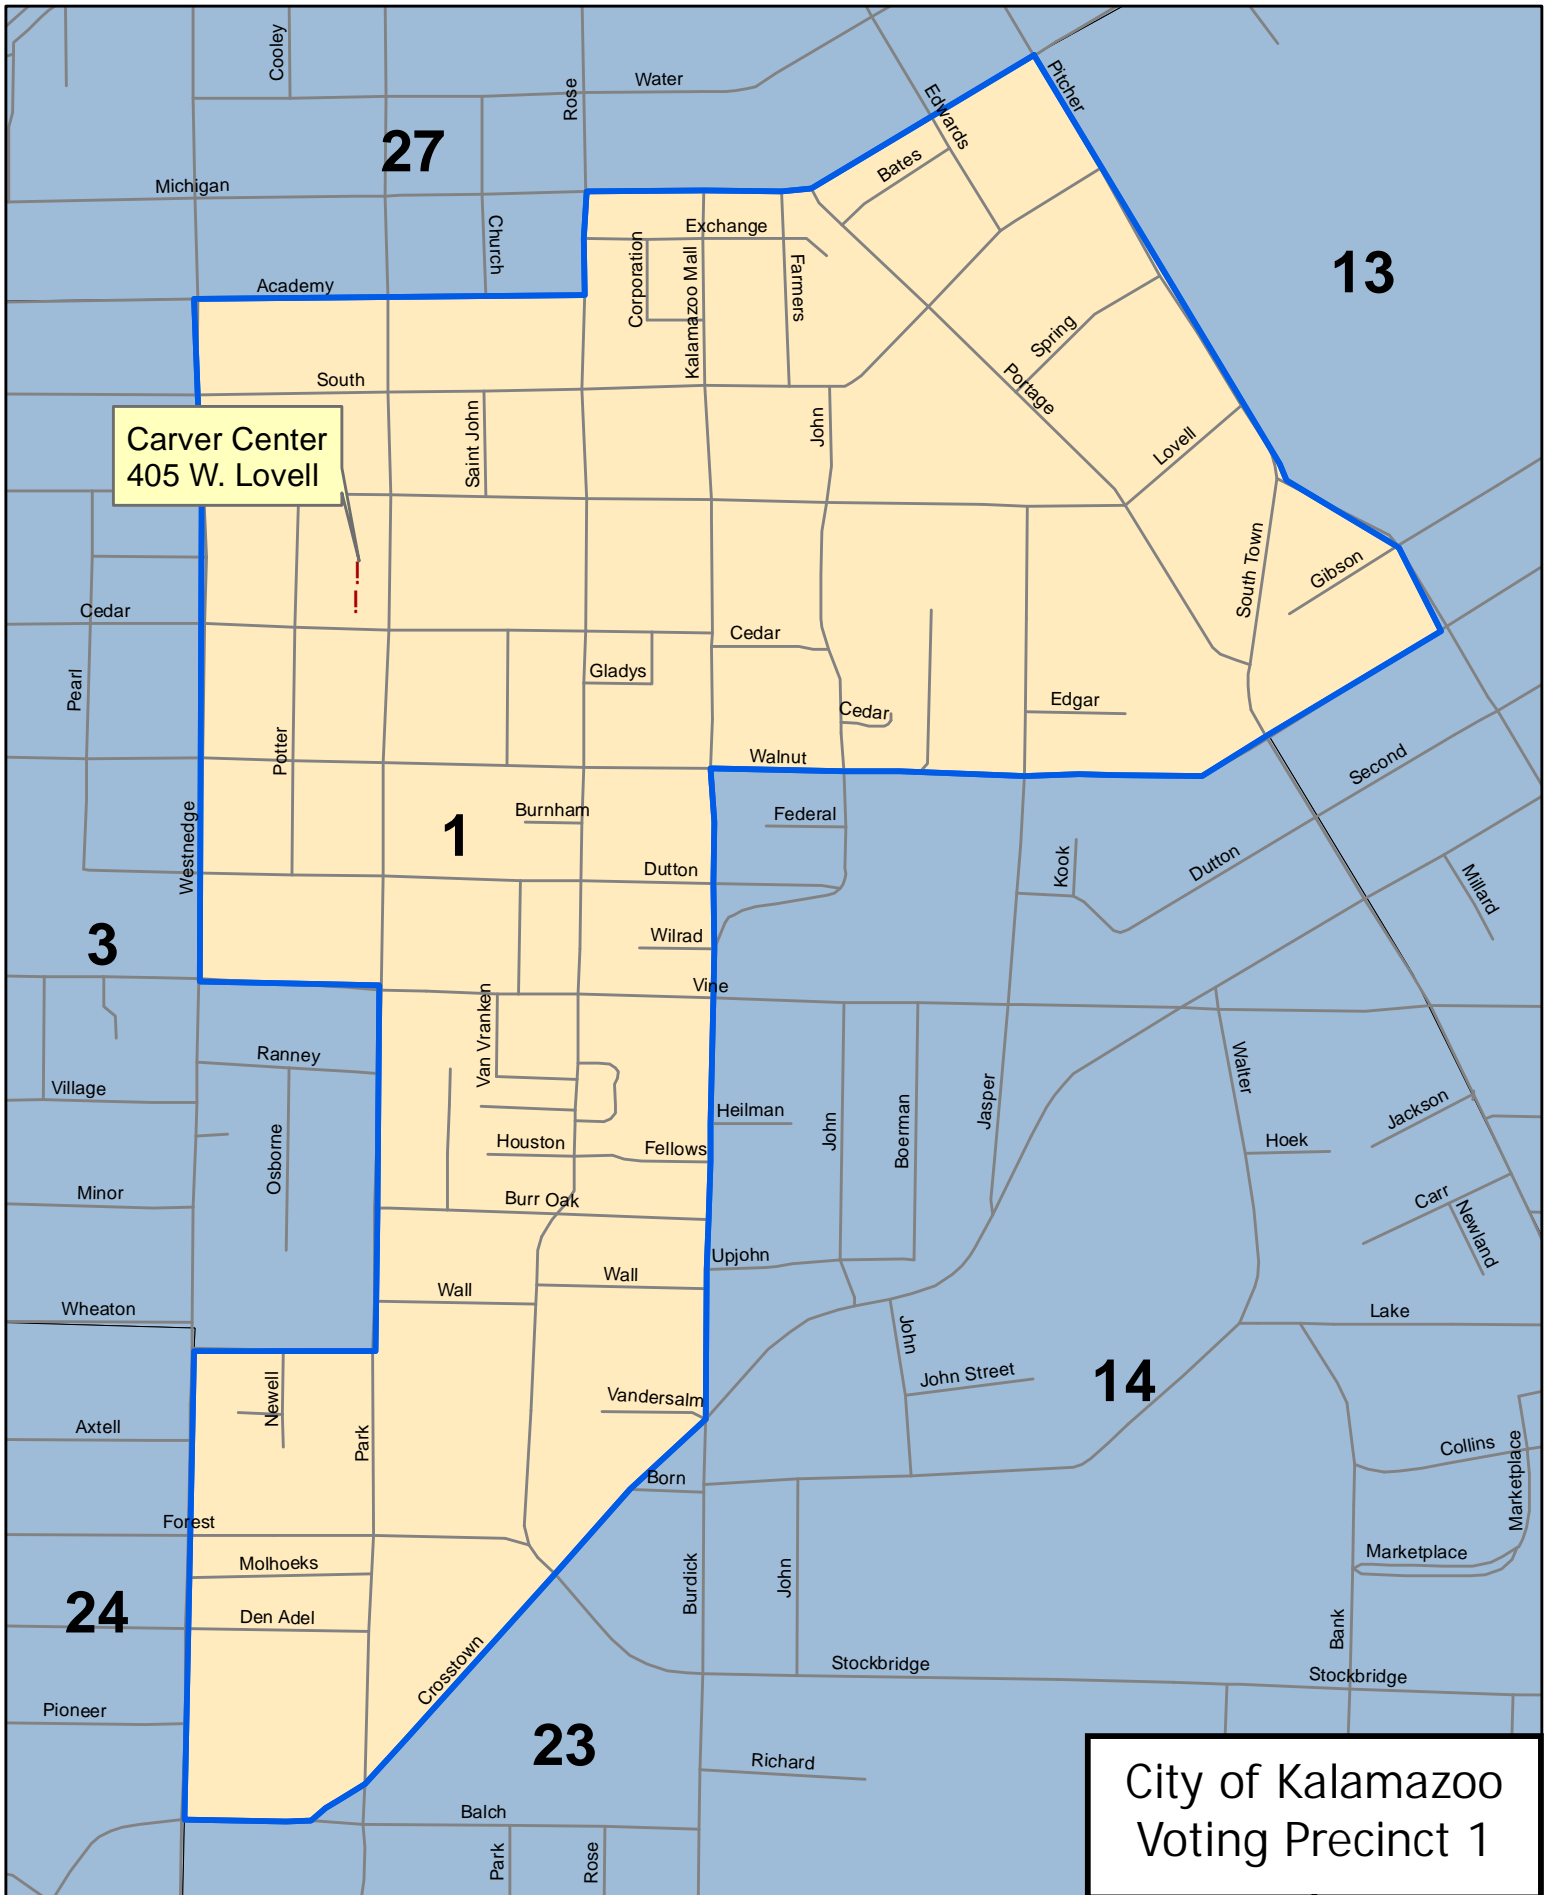 Cooley
Rose
Water
Edwards
Pitcher
27
Bates
Michigan
Church
Exchange
Corporation
Kalamazoo Mall
Farmers
13
Academy
Spring
South
Portage
Carver Center
405 W. Lovell
Saint John
John
Lovell
South Town
Gibson
Cedar
Cedar
Pearl
Gladys
Cedar
Edgar
Potter
Walnut
Second
Westnedge
1
Burnham
Federal
Kook
Dutton
Dutton
Millard
3
Wilrad
Vine
Van Vranken
Ranney
Village
Osborne
Houston
Fellows
Heilman
John
Boerman
Jasper
Walter
Jackson
Hoek
Minor
Burr Oak
Carr
Newland
Upjohn
Wall
Wall
Wheaton
Lake
John
John Street
14
Newell
Vandersalm
Axtell
Park
Collins
Marketplace
Born
Forest
Molhoeks
Burdick
John
Marketplace
24
Den Adel
Bank
Crosstown
Stockbridge
Stockbridge
Pioneer
23
Richard
Balch
Park
Rose
City of Kalamazoo
Voting Precinct 1